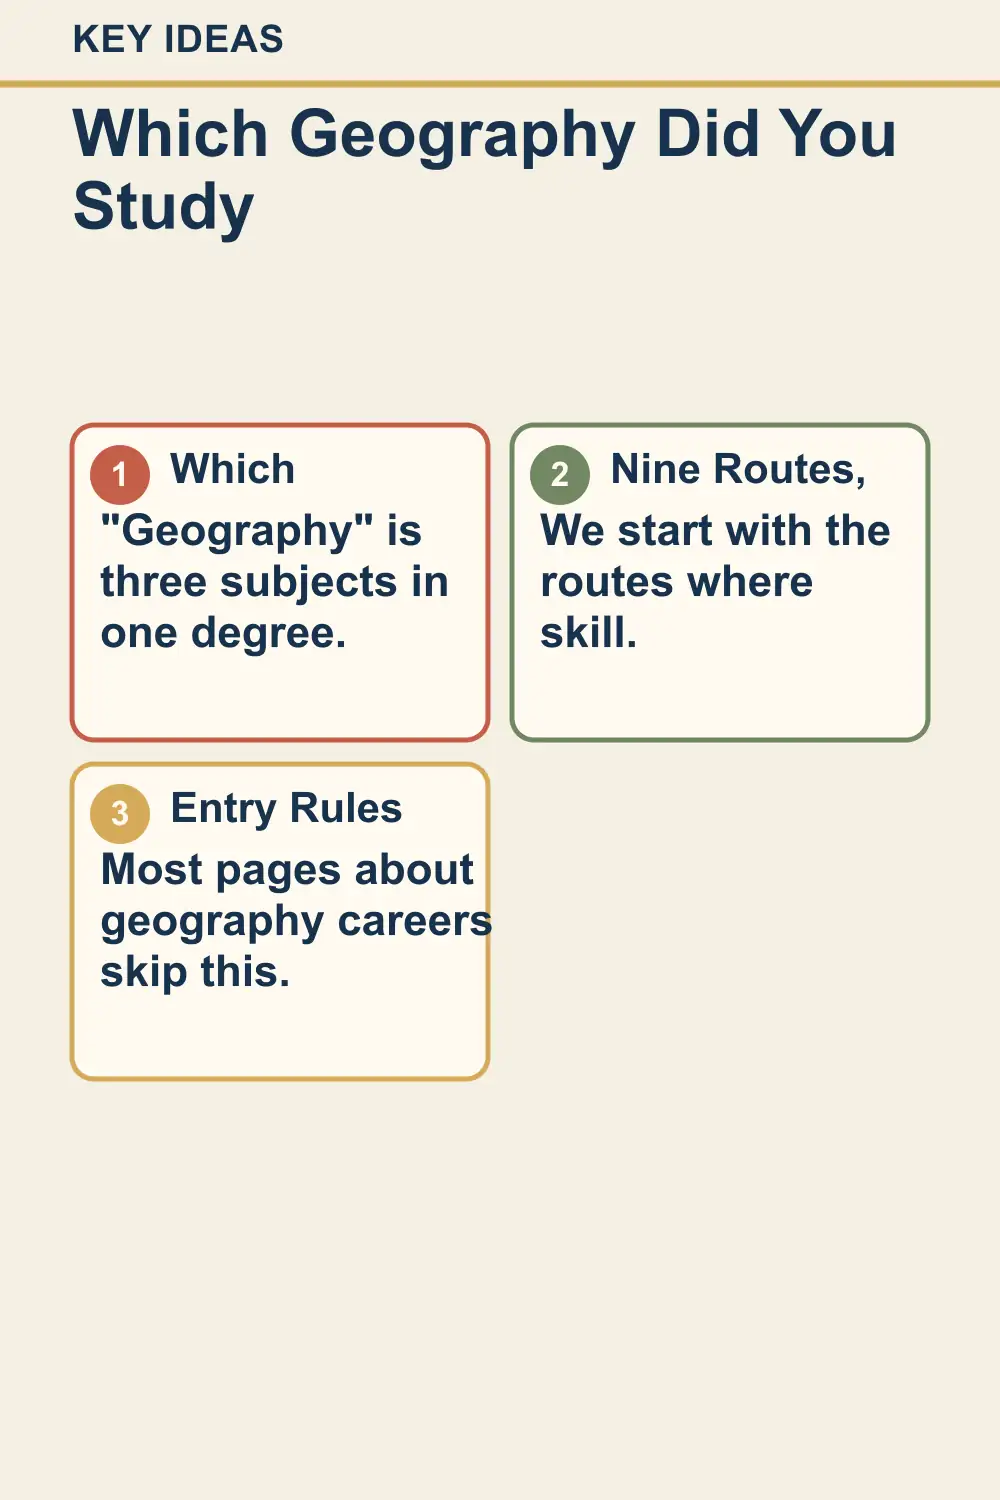 KEY IDEAS
Which Geography Did You
Study
1 Which
"Geography" is
three subjects in
one degree.
2 Nine Routes,
We start with the
routes where
skill.
3 Entry Rules
Most pages about
geography careers
skip this.